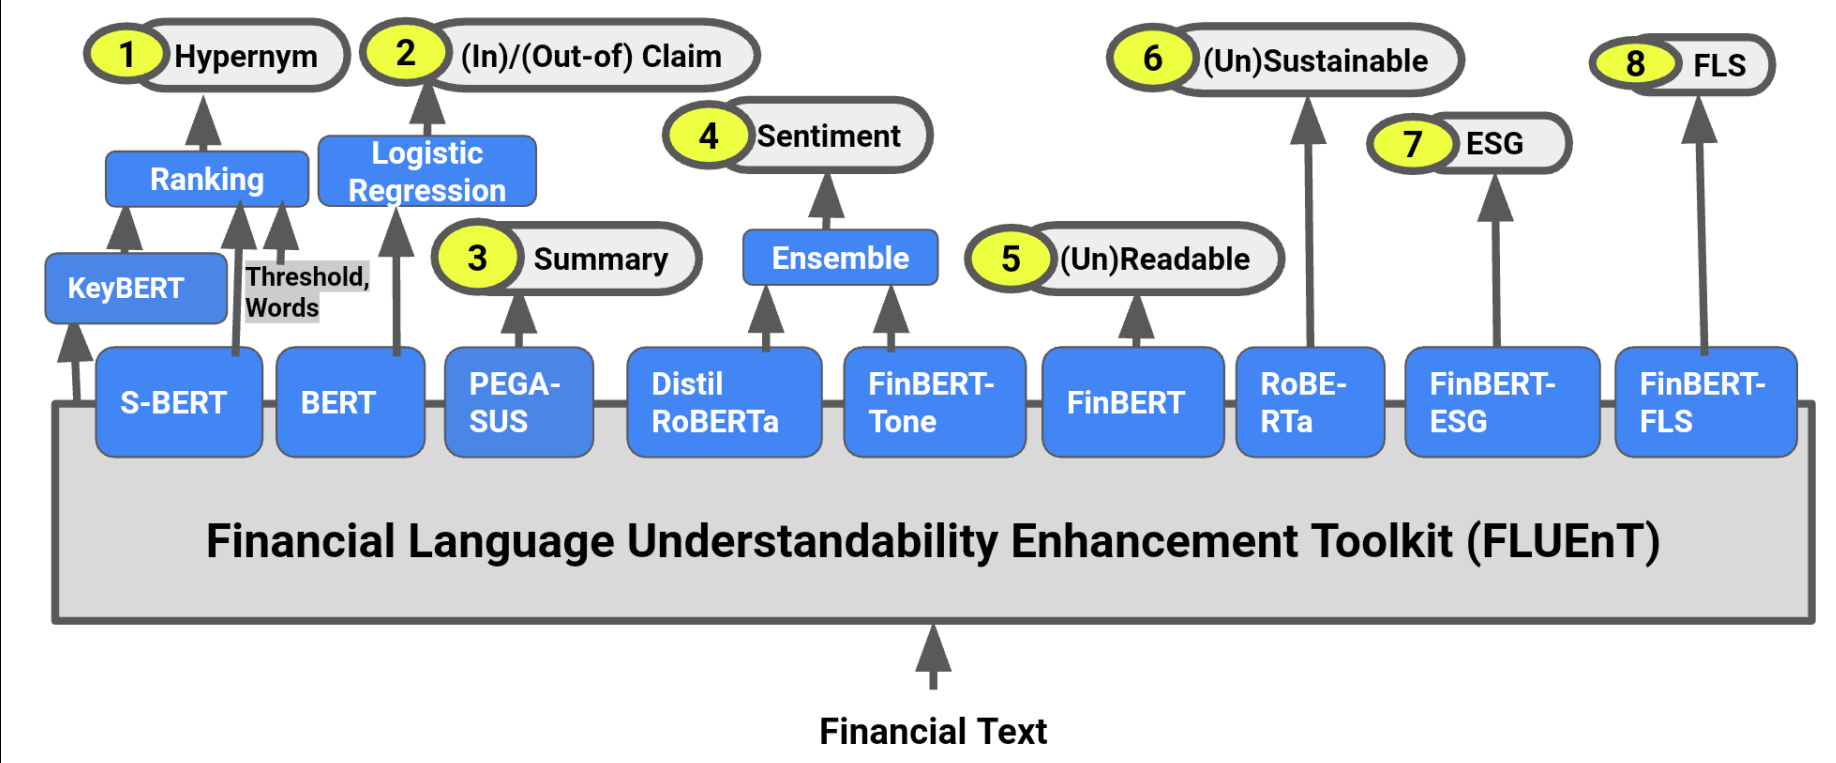 1 Hypernym
2 (In)/(Out-of) Claim
6 (Un)Sustainable
8 FLS
4 Sentiment
7 ESG
Ranking
Logistic
Regression
3 Summary
Ensemble
5 (Un)Readable
KeyBERT
Threshold,
Words
S-BERT
BERT
PEGA-
SUS
Distil
RoBERTa
FinBERT-
Tone
FinBERT
RoBE-
RTa
FinBERT-
ESG
FinBERT-
FLS
Financial Language Understandability Enhancement Toolkit (FLUEnT)
Financial Text